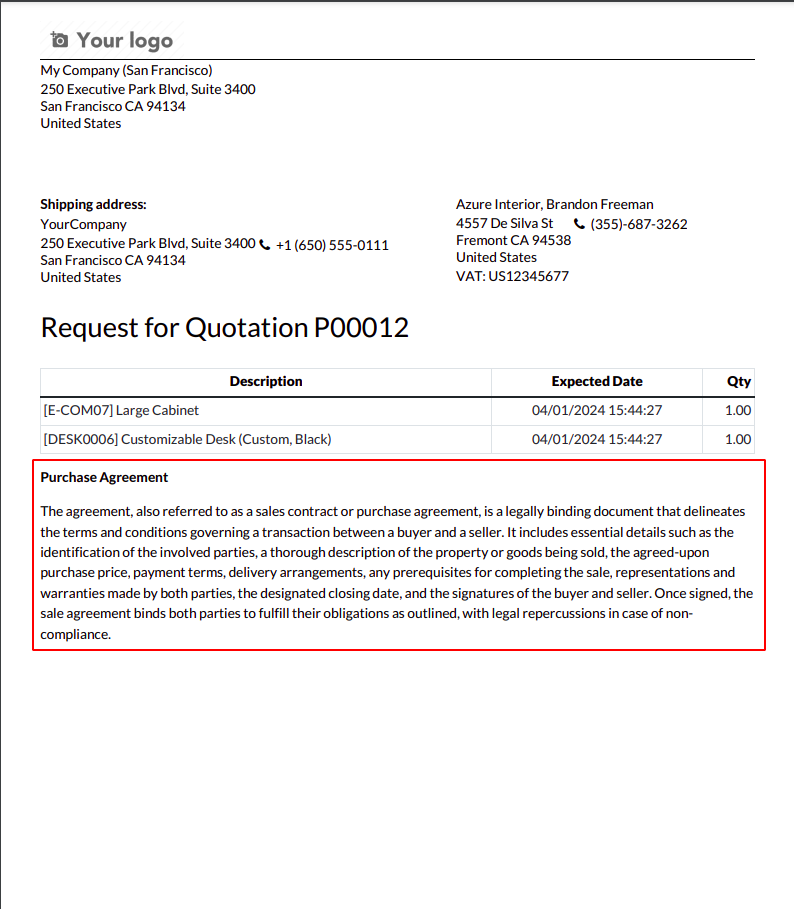 Your logo
My Company (San Francisco)
250 Executive Park Blvd, Suite 3400
San Francisco CA 94134
United States
Shipping address:
YourCompany
250 Executive Park Blvd, Suite 3400 +1 (650) 555-0111
San Francisco CA 94134
United States
Azure Interior, Brandon Freeman
4557 De Silva St (355)-687-3262
Fremont CA 94538
United States
VAT: US12345677
Request for Quotation P00012
Description Expected Date Qty
[E-COM07] Large Cabinet 04/01/2024 15:44:27 1.00
[DESK0006] Customizable Desk (Custom, Black) 04/01/2024 15:44:27 1.00
Purchase Agreement
The agreement, also referred to as a sales contract or purchase agreement, is a legally binding document that delineates
the terms and conditions governing a transaction between a buyer and a seller. It includes essential details such as the
identification of the involved parties, a thorough description of the property or goods being sold, the agreed-upon
purchase price, payment terms, delivery arrangements, any prerequisites for completing the sale, representations and
warranties made by both parties, the designated closing date, and the signatures of the buyer and seller. Once signed, the
sale agreement binds both parties to fulfill their obligations as outlined, with legal repercussions in case of non-
compliance.